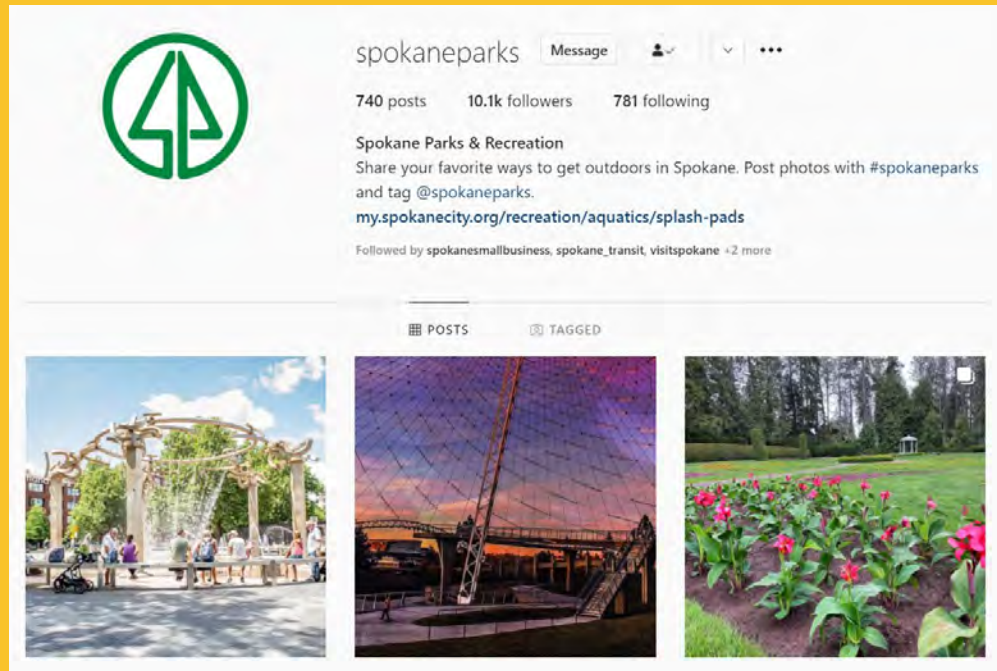 spokaneparks Message
740 posts 10.1k followers 781 following
Spokane Parks & Recreation
Share your favorite ways to get outdoors in Spokane. Post photos with #spokaneparks
and tag @spokaneparks.
my.spokanecity.org/recreation/aquatics/splash-pads
Followed by spokanesmallbusiness, spokane_transit, visitspokane +2 more
POSTS TAGGED